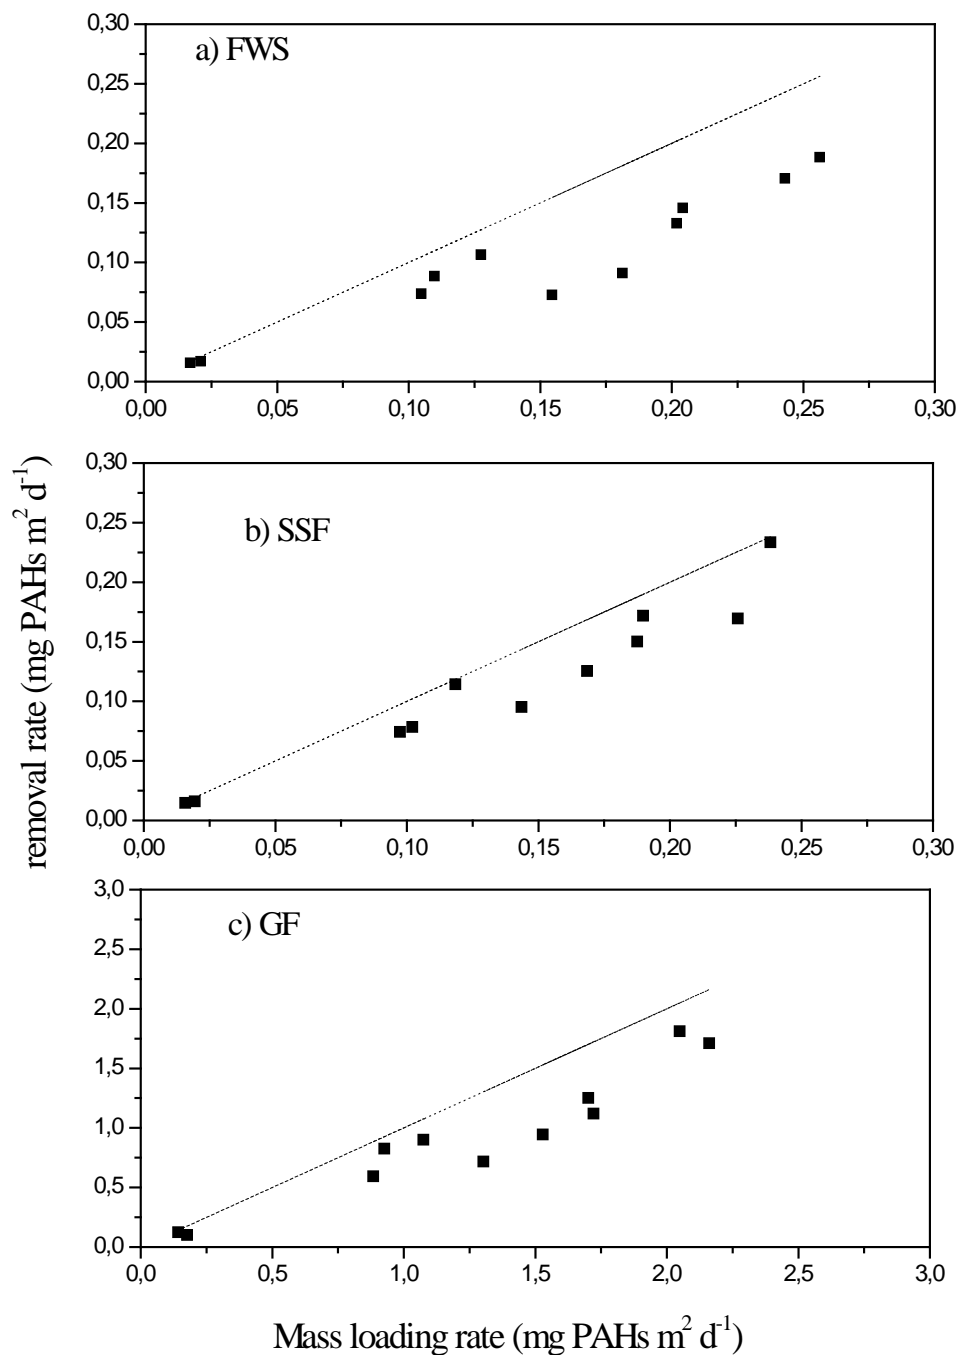 a) FWS
0,30
0,25
0,20
0,15
0,10
0,05
0,00
0,00 0,05 0,10 0,15 0,20 0,25 0,30
b) SSF
0,30
0,25
0,20
0,15
0,10
0,05
0,00
0,00 0,05 0,10 0,15 0,20 0,25 0,30
removal rate (mg PAHs m² d⁻¹)
c) GF
3,0
2,5
2,0
1,5
1,0
0,5
0,0
0,0 0,5 1,0 1,5 2,0 2,5 3,0
Mass loading rate (mg PAHs m² d⁻¹)